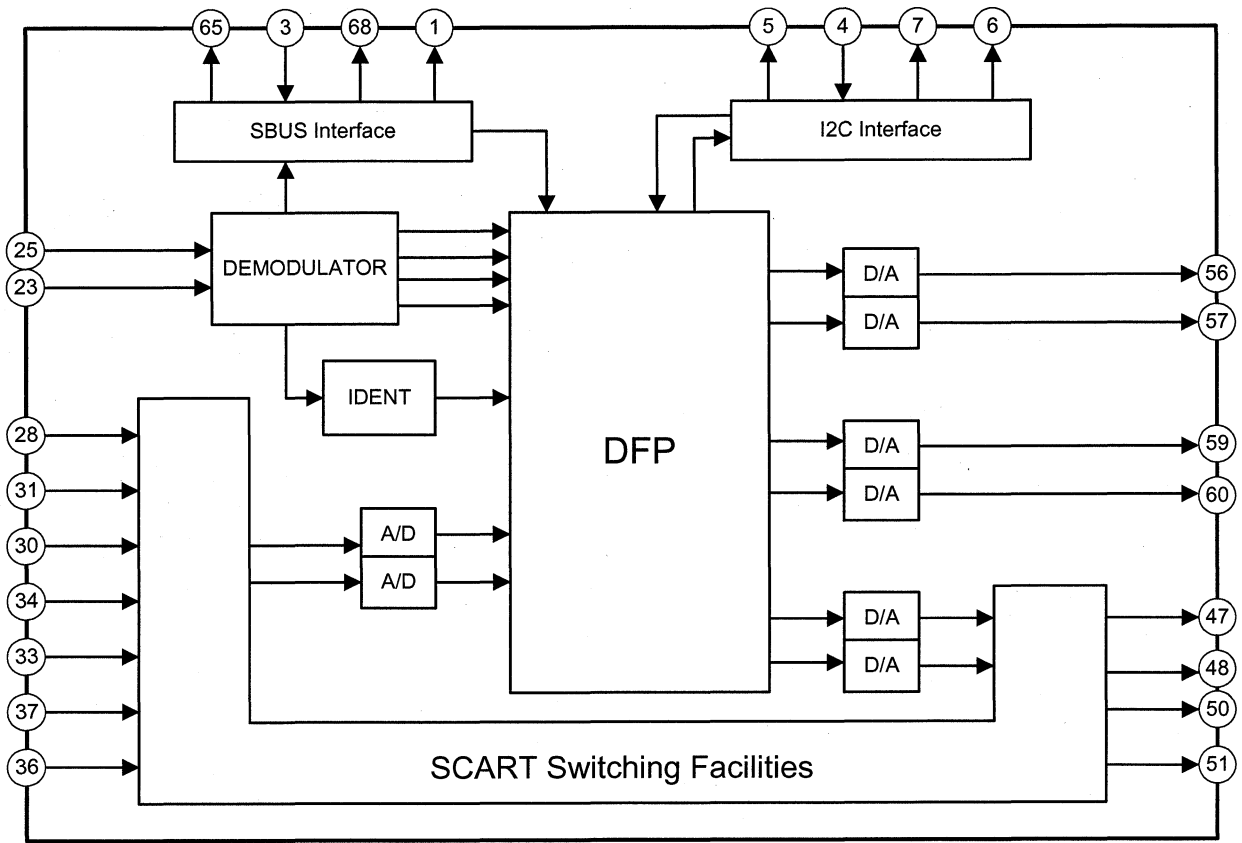 65 3 68 1 5 4 7 6
SBUS Interface
I2C Interface
25
DEMODULATOR
23
D/A
56
D/A
57
IDENT
28
DFP
D/A
59
31
D/A
60
30
A/D
A/D
34
D/A
47
33
D/A
48
37
50
36
SCART Switching Facilities
51